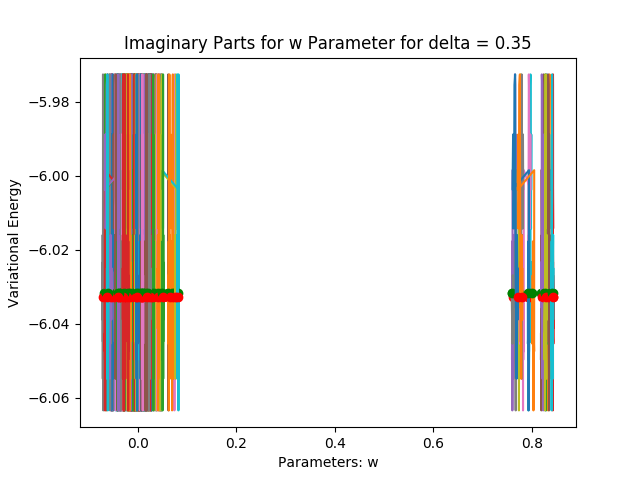 Imaginary Parts for w Parameter for delta = 0.35
Variational Energy
−5.98
−6.00
−6.02
−6.04
−6.06
0.0 0.2 0.4 0.6 0.8
Parameters: w